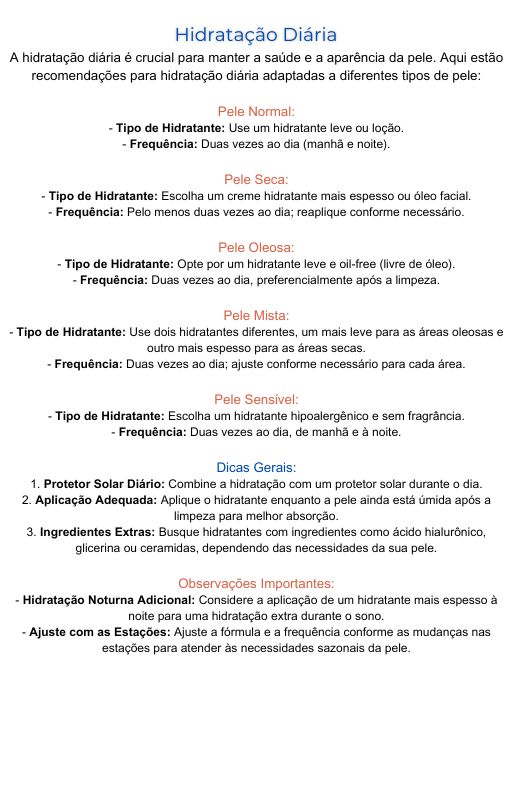 Hidratação Diária
A hidratação diária é crucial para manter a saúde e a aparência da pele. Aqui estão
recomendações para hidratação diária adaptadas a diferentes tipos de pele:
Pele Normal:
- Tipo de Hidratante: Use um hidratante leve ou loção.
- Frequência: Duas vezes ao dia (manhã e noite).
Pele Seca:
- Tipo de Hidratante: Escolha um creme hidratante mais espesso ou óleo facial.
- Frequência: Pelo menos duas vezes ao dia; reaplique conforme necessário.
Pele Oleosa:
- Tipo de Hidratante: Opte por um hidratante leve e oil-free (livre de óleo).
- Frequência: Duas vezes ao dia, preferencialmente após a limpeza.
Pele Mista:
- Tipo de Hidratante: Use dois hidratantes diferentes, um mais leve para as áreas oleosas e
outro mais espesso para as áreas secas.
- Frequência: Duas vezes ao dia; ajuste conforme necessário para cada área.
Pele Sensível:
- Tipo de Hidratante: Escolha um hidratante hipoalergênico e sem fragrância.
- Frequência: Duas vezes ao dia, de manhã e à noite.
Dicas Gerais:
1. Protetor Solar Diário: Combine a hidratação com um protetor solar durante o dia.
2. Aplicação Adequada: Aplique o hidratante enquanto a pele ainda está úmida após a
limpeza para melhor absorção.
3. Ingredientes Extras: Busque hidratantes com ingredientes como ácido hialurônico,
glicerina ou ceramidas, dependendo das necessidades da sua pele.
Observações Importantes:
- Hidratação Noturna Adicional: Considere a aplicação de um hidratante mais espesso à
noite para uma hidratação extra durante o sono.
- Ajuste com as Estações: Ajuste a fórmula e a frequência conforme as mudanças nas
estações para atender às necessidades sazonais da pele.